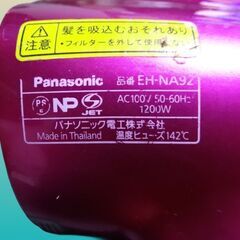 注意
髪を吸込むおそれあり
・フィルターを外して使用しない
Panasonic 品番 EH-NA92
PS E NP S JET
AC100V 50-60Hz
1200W
パナソニック電工株式会社
Made in Thailand 温度ヒューズ142℃